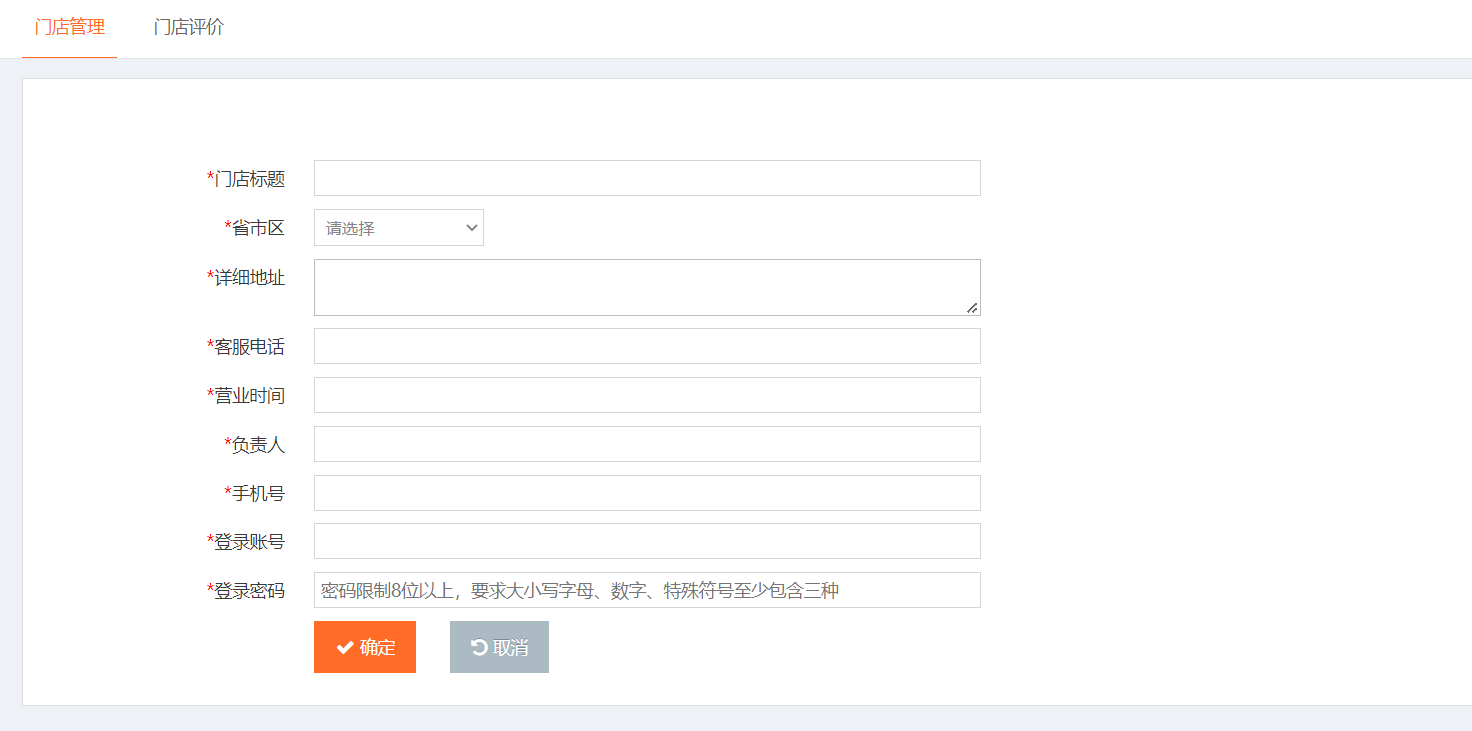 门店管理 门店评价
*门店标题
*省市区 请选择
*详细地址
*客服电话
*营业时间
*负责人
*手机号
*登录账号
*登录密码 密码限制8位以上，要求大小写字母、数字、特殊符号至少包含三种
确定 取消